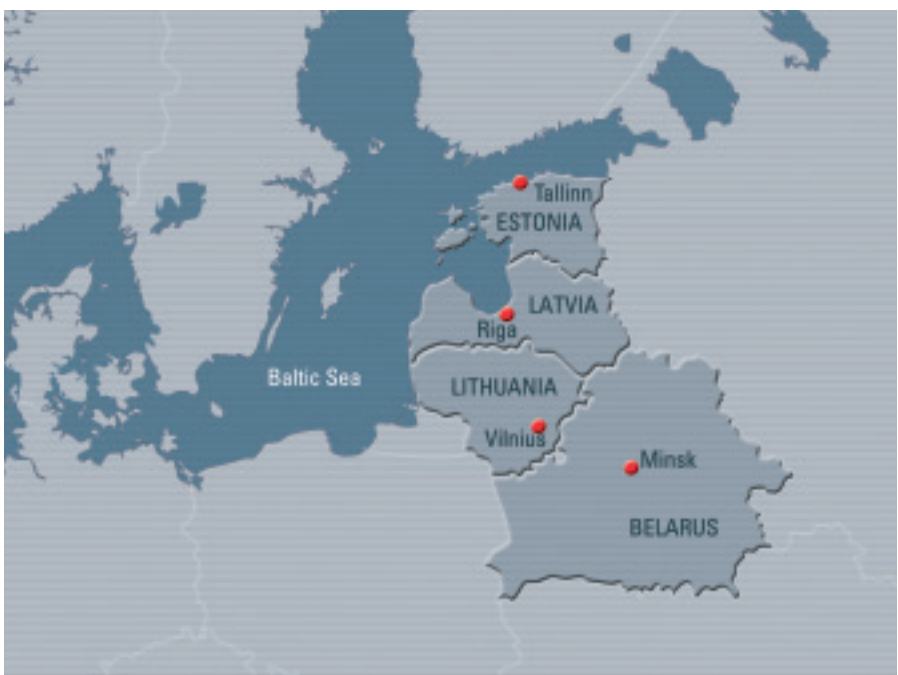 Tallinn
ESTONIA
LATVIA
Riga
Baltic Sea
LITHUANIA
Vilnius
Minsk
BELARUS